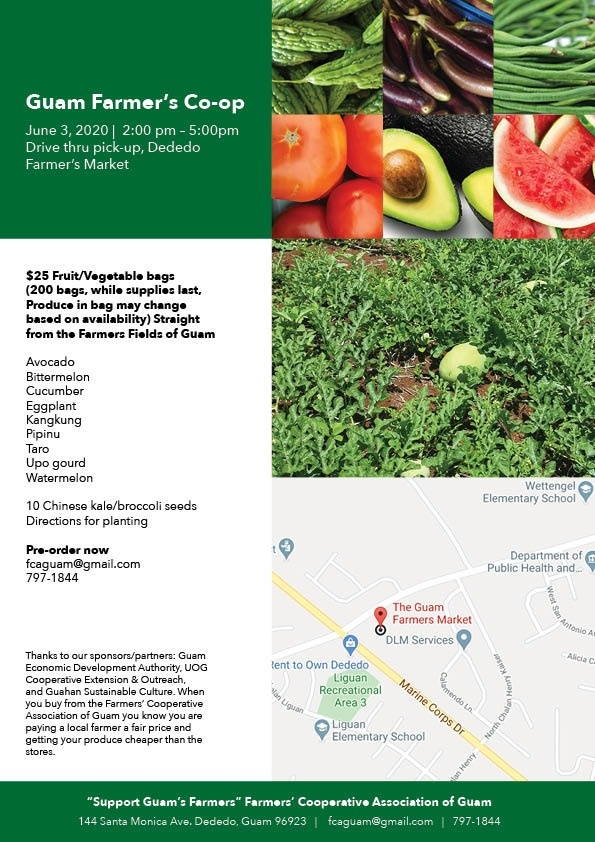 Guam Farmer's Co-op
June 3, 2020 | 2:00 pm – 5:00pm
Drive thru pick-up, Dededo
Farmer's Market
$25 Fruit/Vegetable bags
(200 bags, while supplies last,
Produce in bag may change
based on availability) Straight
from the Farmers Fields of Guam
Avocado
Bittermelon
Cucumber
Eggplant
Kangkung
Pipinu
Taro
Upo gourd
Watermelon
10 Chinese kale/broccoli seeds
Directions for planting
Pre-order now
fcaguam@gmail.com
797-1844
Thanks to our sponsors/partners: Guam
Economic Development Authority, UOG
Cooperative Extension & Outreach,
and Guahan Sustainable Culture. When
you buy from the Farmers' Cooperative
Association of Guam you know you are
paying a local farmer a fair price and
getting your produce cheaper than the
stores.
Wettengel
Elementary School
t
Department of
Public Health and...
The Guam
Farmers Market
DLM Services
West San Antonio Av
Alicia C
Rent to Own Dededo
Liguan
Recreational
Area 3
Calamendo Ln.
North Chalan Henry Kaiser
Marine Corps Dr
alan Liguan
Liguan
Elementary School
lan Henry
"Support Guam's Farmers" Farmers' Cooperative Association of Guam
144 Santa Monica Ave. Dededo, Guam 96923 | fcaguam@gmail.com | 797-1844